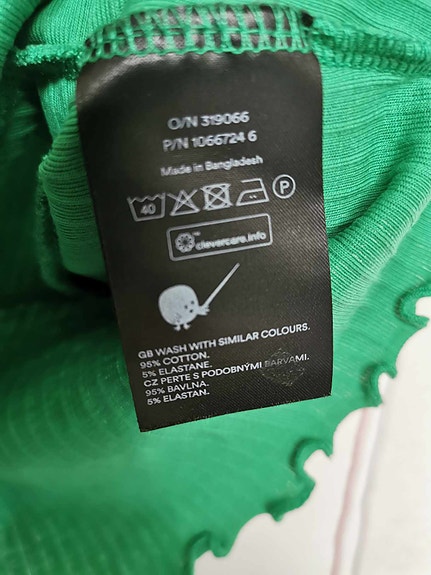 O/N 319066
P/N 1066724 6
Made in Bangladesh
40 P
clevercare.info
GB WASH WITH SIMILAR COLOURS.
95% COTTON.
5% ELASTANE.
CZ PERTE S PODOBNÝMI BARVAMI.
95% BAVLNA.
5% ELASTAN.